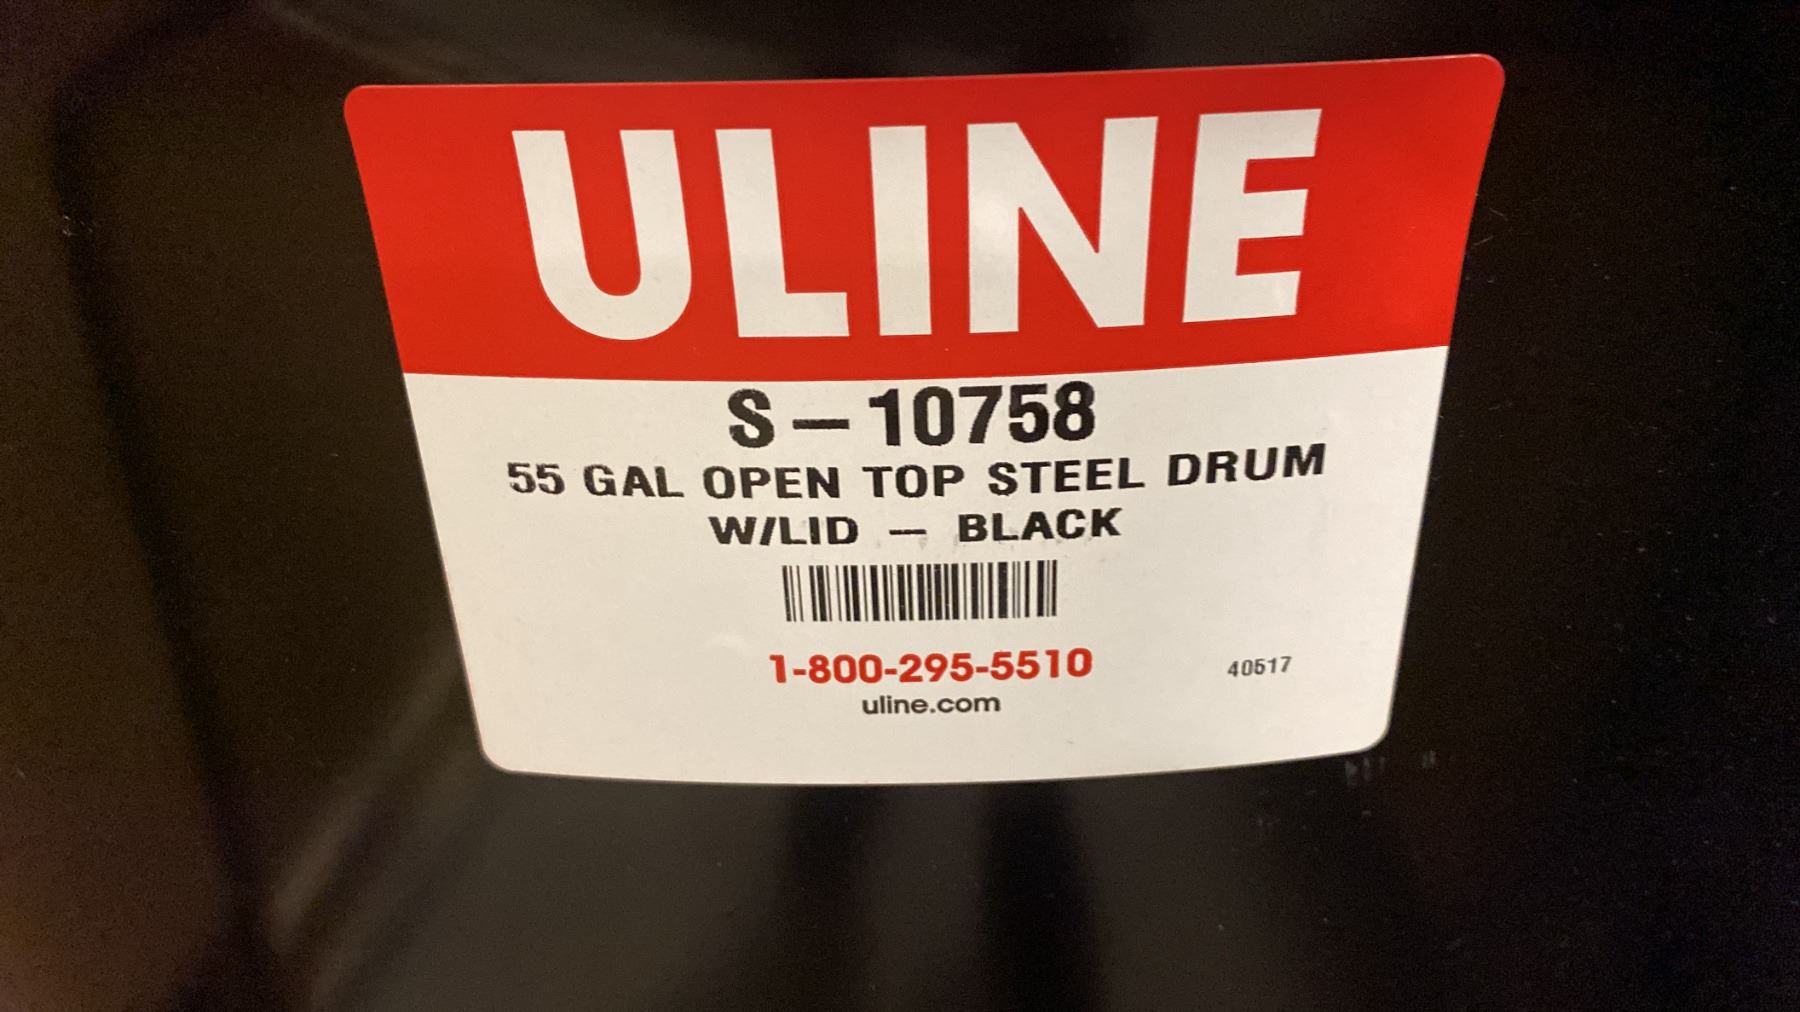 ULINE
S-10758
55 GAL OPEN TOP STEEL DRUM
W/LID - BLACK
1-800-295-5510
40517
uline.com